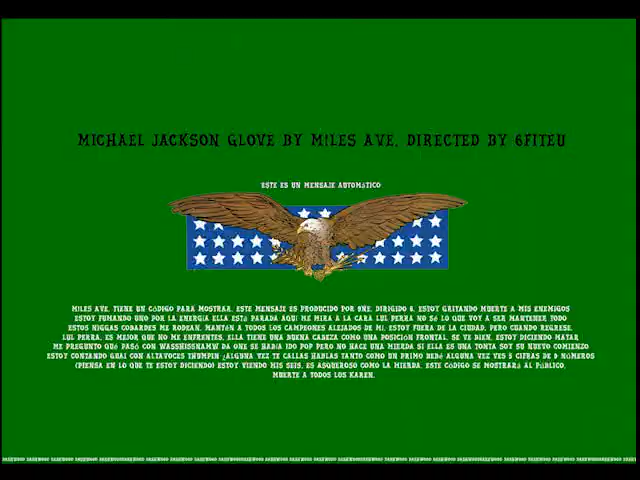 MICHAEL JACKSON GLOVE BY MILES AVE. DIRECTED BY 6FITEU
ESTE ES UN MENSAJE AUTOMÁTICO
MILES AVE. TIENE UN CÓDIGO PARA MOSTRAR. ESTE MENSAJE ES PRODUCIDO POR 9NE. DIRIGIDO 6. ESTOY GRITANDO MUERTE A MIS ENEMIGOS
ESTOY FUMANDO UNO POR LA ENERGÍA ELLA ESTÁ PARADA AQUÍ ME MIRA A LA CARA LUL PERRA NO SÉ LO QUE VOY A SER MANTENER TODO
ESTOS NIGGAS COBARDES ME RODEAN. MANTÉN A TODOS LOS CAMPEONES ALEJADOS DE MÍ; ESTOY FUERA DE LA CIUDAD, PERO CUANDO REGRESE,
LUL PERRA, ES MEJOR QUE NO ME ENFRENTES, ELLA TIENE UNA BUENA CABEZA COMO UNA POSICIÓN FRONTAL. SE VE BIEN, ESTOY DICIENDO MATAR
ME PREGUNTO QUÉ PASÓ CON WASSHISSNAMW DA ONE SE HABÍA IDO POP PERO NO HACE UNA MIERDA SI ELLA ES UNA TONTA SOY SU NUEVO COMIENZO
ESTOY CONTANDO GUAI CON ALTAVOCES THUMPIN ¿ALGUNA VEZ TE CALLAS HABLAS TANTO COMO UN PRIMO BEBÉ ALGUNA VEZ VES 5 CIFRAS DE 9 NÚMEROS
(PIENSA EN LO QUE TE ESTOY DICIENDO) ESTOY VIENDO MIS SEIS, ES ASQUEROSO COMO LA MIERDA. ESTE CÓDIGO SE MOSTRARÁ AL PÚBLICO,
MUERTE A TODOS LOS KAREN.